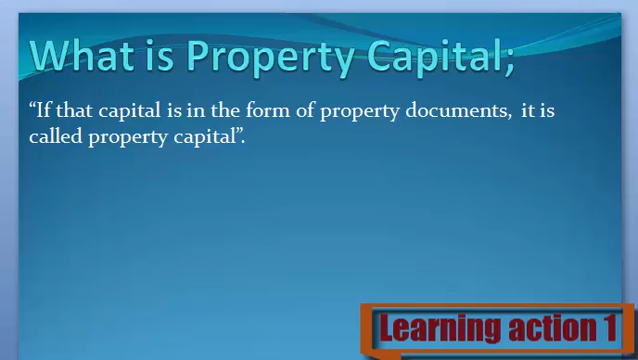 What is Property Capital;
“If that capital is in the form of property documents, it is
called property capital”.
Learning action 1